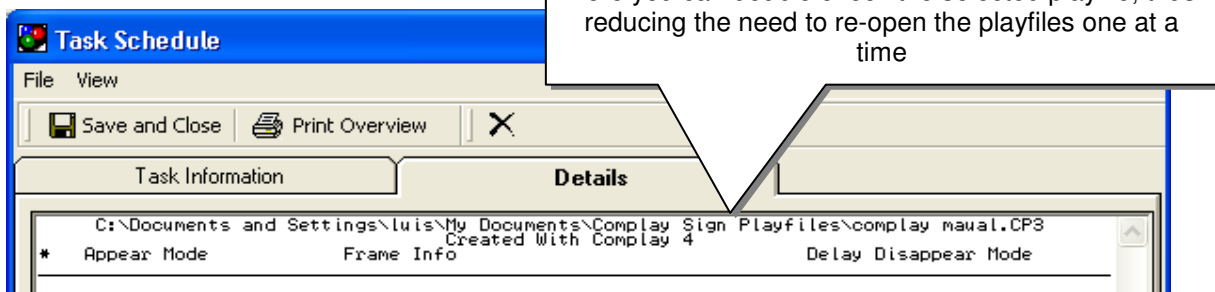 reducing the need to re-open the playfiles one at a
time
Task Schedule
File View
Save and Close Print Overview
Task Information Details
C:\Documents and Settings\luis\My Documents\Complay Sign Playfiles\complay maual.CP3
Created With Complay 4
* Appear Mode Frame Info Delay Disappear Mode